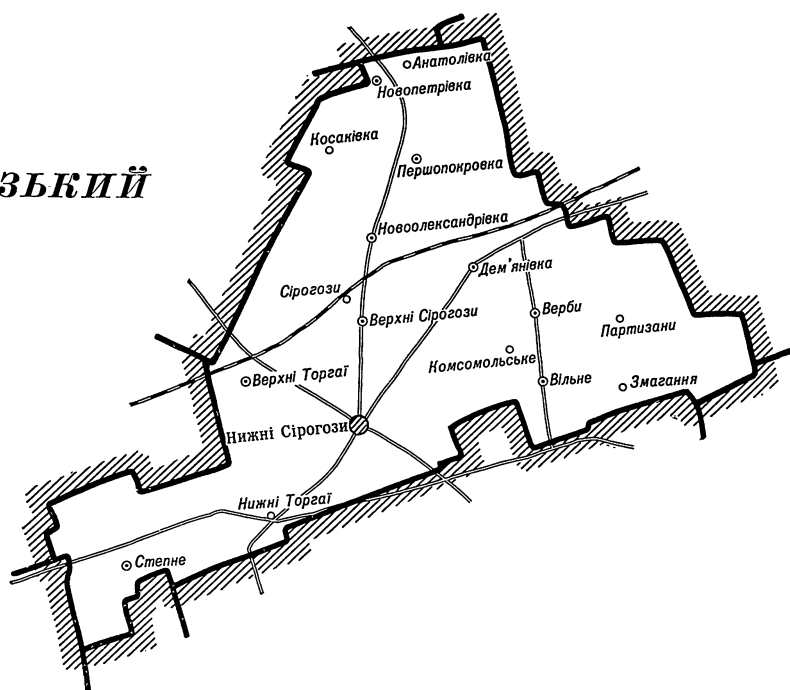 Анатолівка
Новопетрівка
Косаківка
Першопокровка
ЗЬКИЙ
Новоолександрівка
Дем'янівка
Сірогози
Верхні Сірогози
Верби
Партизани
Комсомольське
Верхні Торгаї
Вільне
Змагання
Нижні Сірогози
Нижні Торгаї
Степне